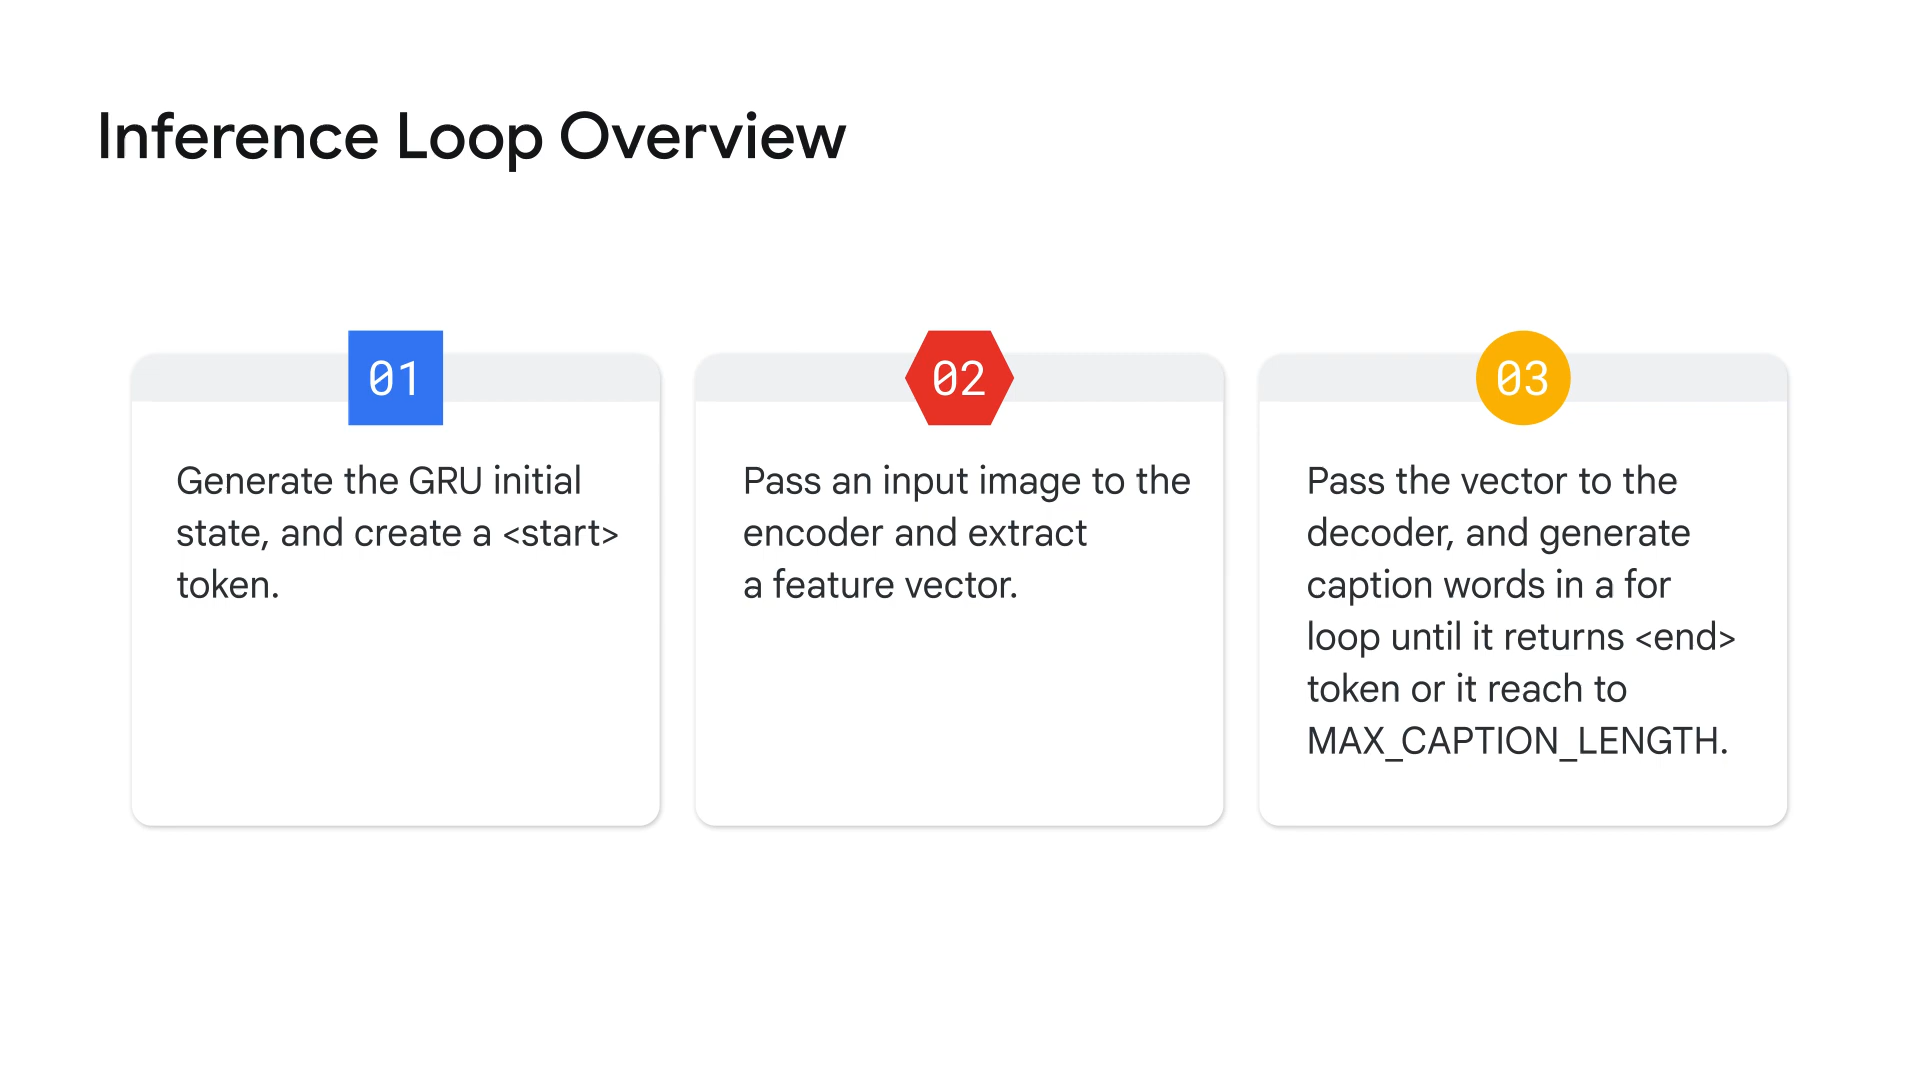 Inference Loop Overview
01
Generate the GRU initial
state, and create a <start>
token.
02
Pass an input image to the
encoder and extract
a feature vector.
03
Pass the vector to the
decoder, and generate
caption words in a for
loop until it returns <end>
token or it reach to
MAX_CAPTION_LENGTH.